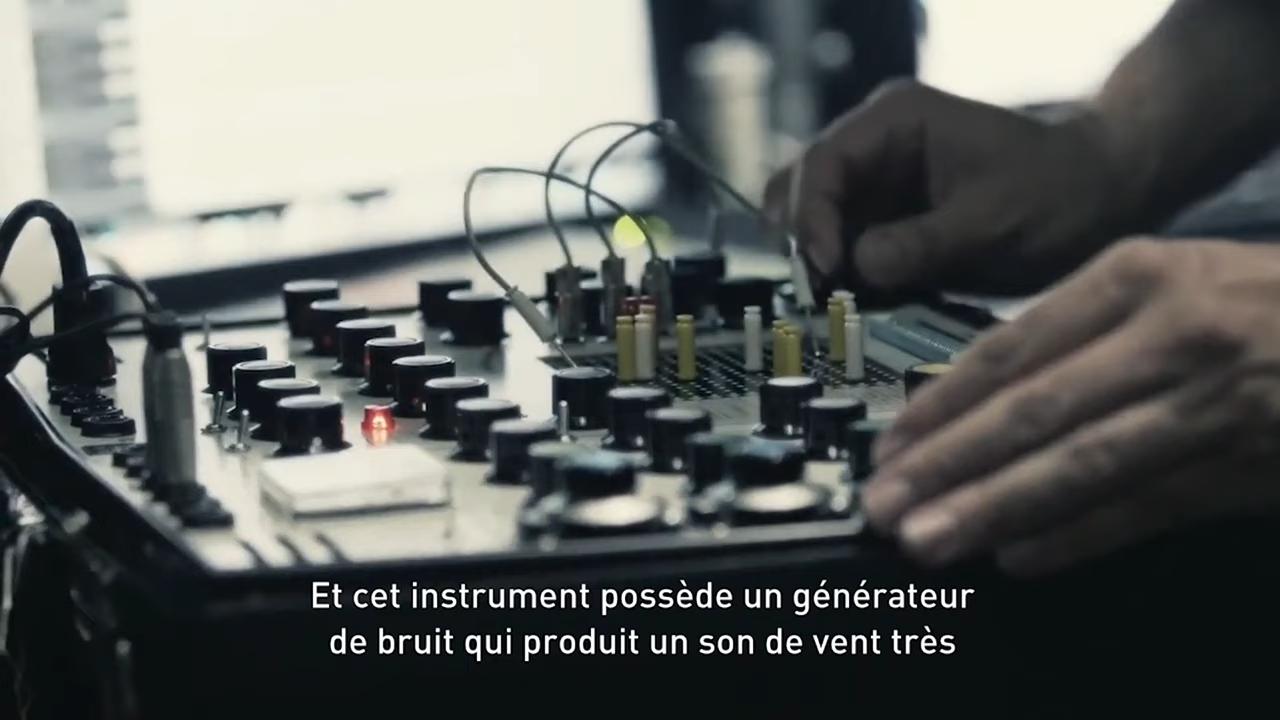 Et cet instrument possède un générateur
de bruit qui produit un son de vent très